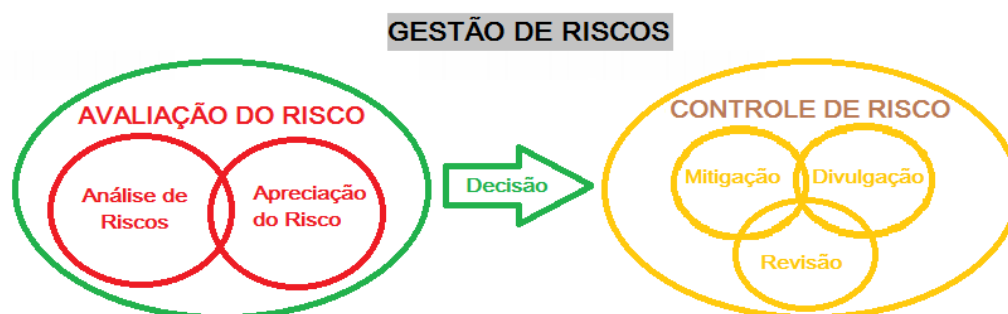 GESTÃO DE RISCOS
AVALIAÇÃO DO RISCO
Análise de
Riscos
Apreciação
do Risco
Decisão
CONTROLE DE RISCO
Mitigação
Divulgação
Revisão